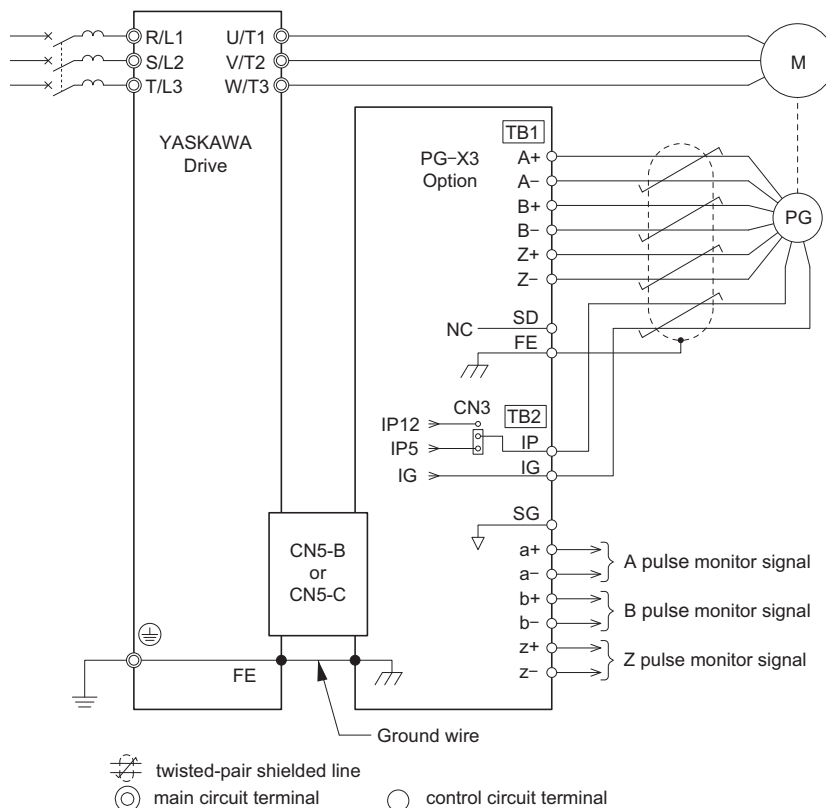 R/L1 U/T1
S/L2 V/T2
T/L3 W/T3
M
YASKAWA
Drive
PG-X3
Option
TB1
A+
A−
B+
B−
Z+
Z−
PG
NC SD
FE
CN3 TB2
IP12
IP5 IP
IG IG
SG
CN5-B
or
CN5-C
a+
a−
A pulse monitor signal
b+
b−
B pulse monitor signal
z+
z−
Z pulse monitor signal
FE
Ground wire
twisted-pair shielded line
main circuit terminal control circuit terminal